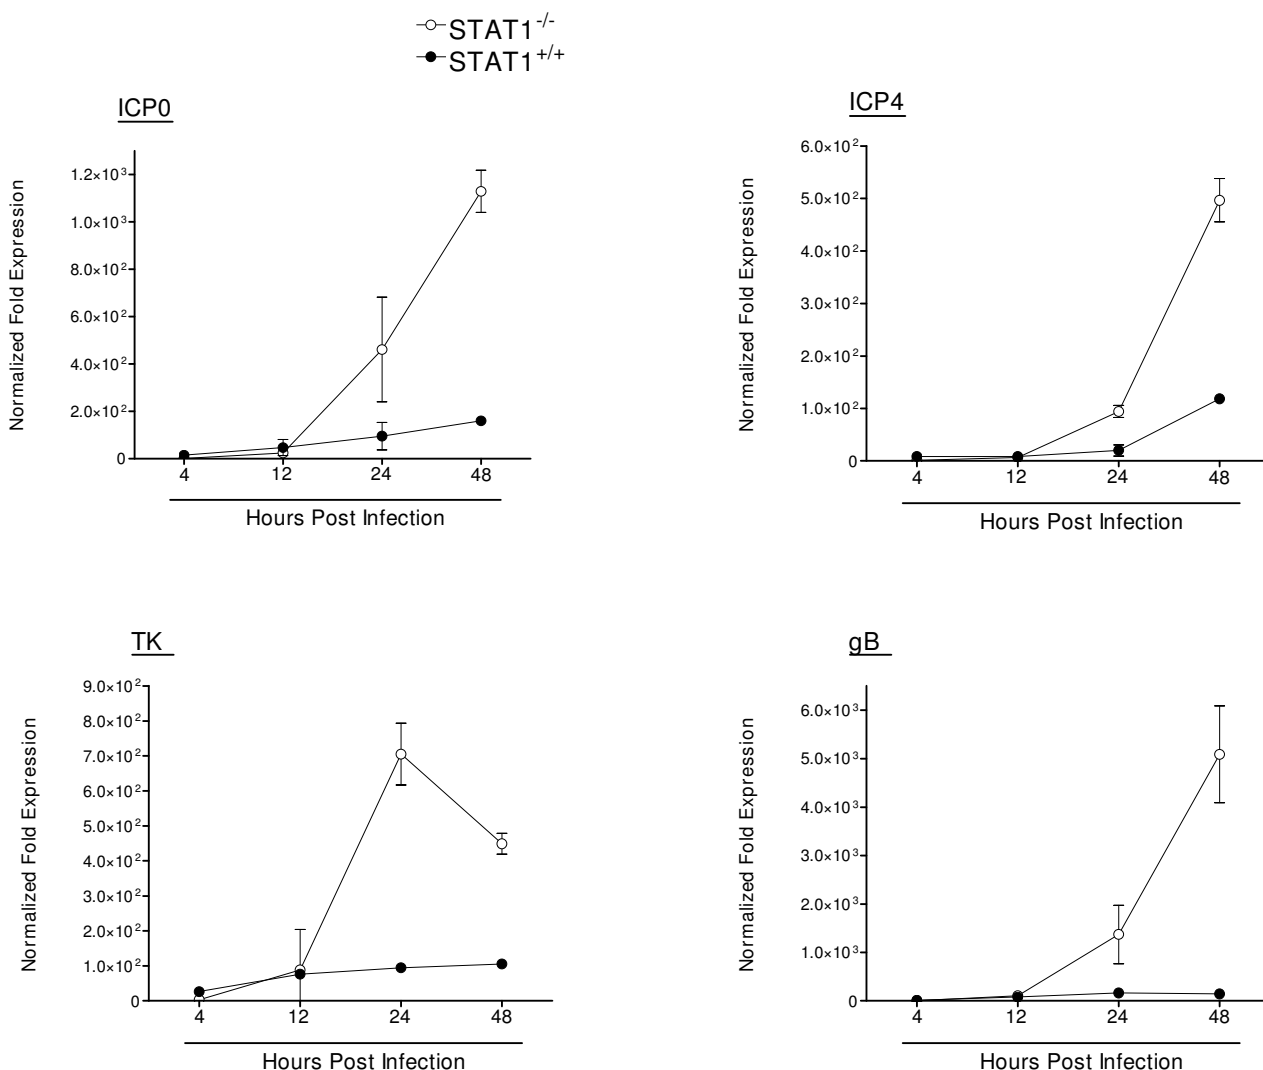 STAT1-/-
STAT1+/+
ICP0
Normalized Fold Expression
1.2×10³
1.0×10³
8.0×10²
6.0×10²
4.0×10²
2.0×10²
0
4 12 24 48
Hours Post Infection
ICP4
Normalized Fold Expression
6.0×10²
5.0×10²
4.0×10²
3.0×10²
2.0×10²
1.0×10²
0
4 12 24 48
Hours Post Infection
TK
Normalized Fold Expression
9.0×10²
8.0×10²
7.0×10²
6.0×10²
5.0×10²
4.0×10²
3.0×10²
2.0×10²
1.0×10²
0
4 12 24 48
Hours Post Infection
gB
Normalized Fold Expression
6.0×10³
5.0×10³
4.0×10³
3.0×10³
2.0×10³
1.0×10³
0
4 12 24 48
Hours Post Infection